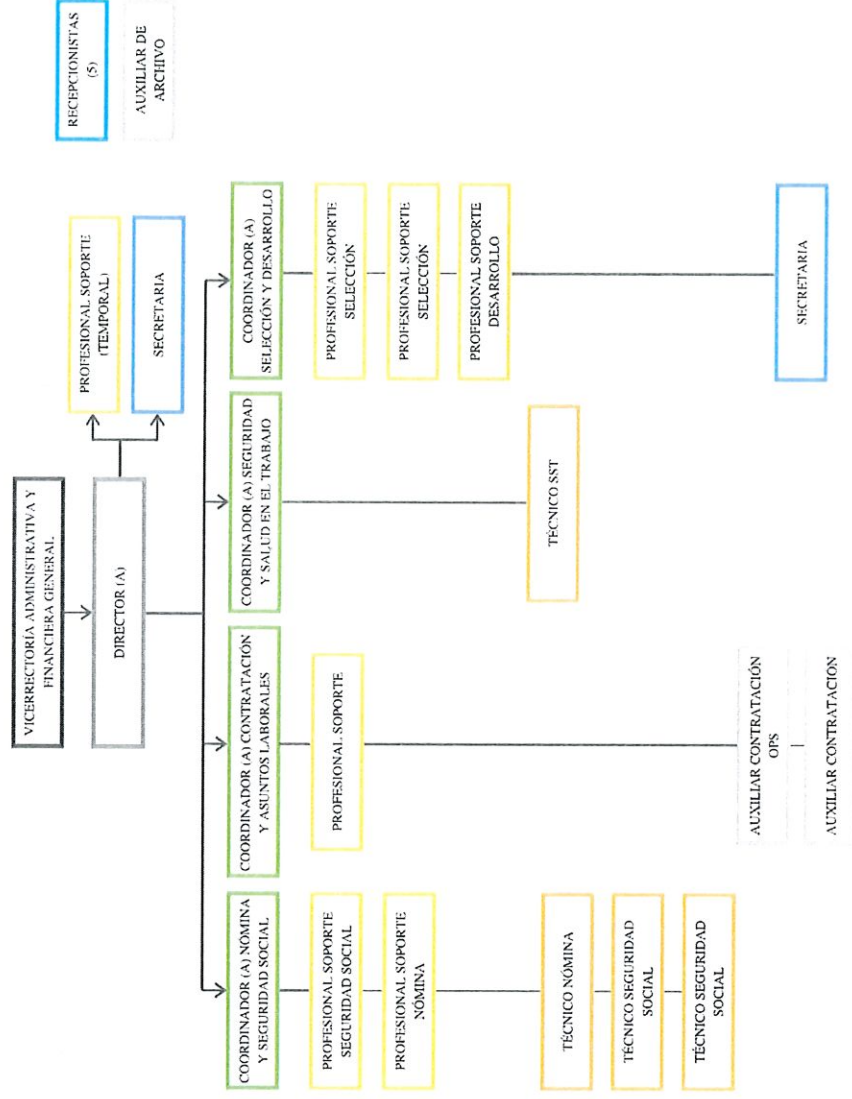 VICERRECTORÍA ADMINISTRATIVA Y
FINANCIERA GENERAL
DIRECTOR (A)
PROFESIONAL SOPORTE
(TEMPORAL)
SECRETARIA
RECEPCIONISTAS
(5)
AUXILIAR DE
ARCHIVO
COORDINADOR (A) NÓMINA
Y SEGURIDAD SOCIAL
PROFESIONAL SOPORTE
SEGURIDAD SOCIAL
PROFESIONAL SOPORTE
NÓMINA
TÉCNICO NÓMINA
TÉCNICO SEGURIDAD
SOCIAL
TÉCNICO SEGURIDAD
SOCIAL
COORDINADOR (A) CONTRATACIÓN
Y ASUNTOS LABORALES
PROFESIONAL SOPORTE
AUXILIAR CONTRATACIÓN
OPS
AUXILIAR CONTRATACION
COORDINADOR (A) SEGURIDAD
Y SALUD EN EL TRABAJO
TÉCNICO SST
COORDINADOR (A)
SELECCIÓN Y DESARROLLO
PROFESIONAL SOPORTE
SELECCIÓN
PROFESIONAL SOPORTE
SELECCIÓN
PROFESIONAL SOPORTE
DESARROLLO
SECRETARIA